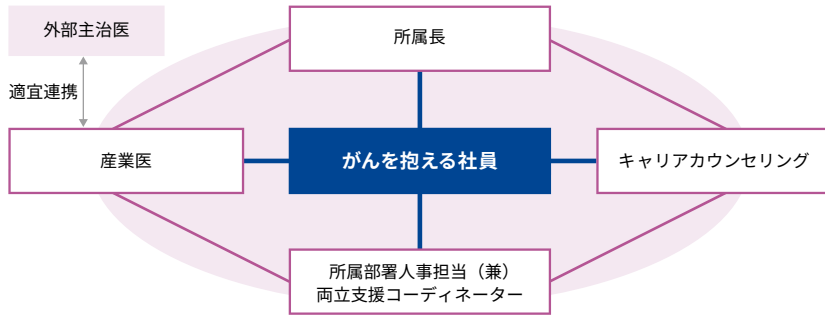 外部主治医
所属長
適宜連携
産業医
がんを抱える社員
キャリアカウンセリング
所属部署人事担当（兼）
両立支援コーディネーター